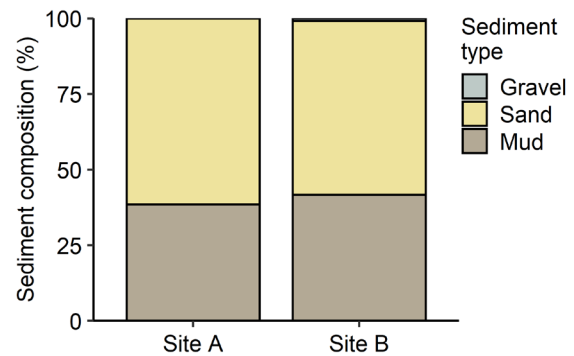 Sediment composition (%)
100
75
50
25
0
Site A
Site B
Sediment
type
Gravel
Sand
Mud